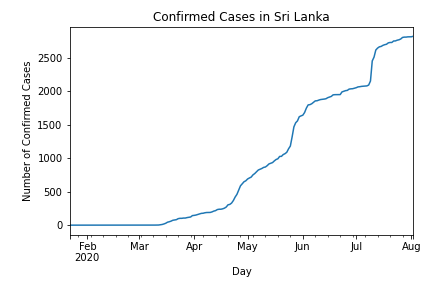 Confirmed Cases in Sri Lanka
Number of Confirmed Cases
2500
2000
1500
1000
500
0
Feb Mar Apr May Jun Jul Aug
2020
Day